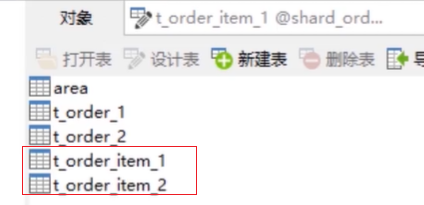 对象 t_order_item_1 @shard_ord...
打开表 设计表 新建表 删除表 导
area
t_order_1
t_order_2
t_order_item_1
t_order_item_2